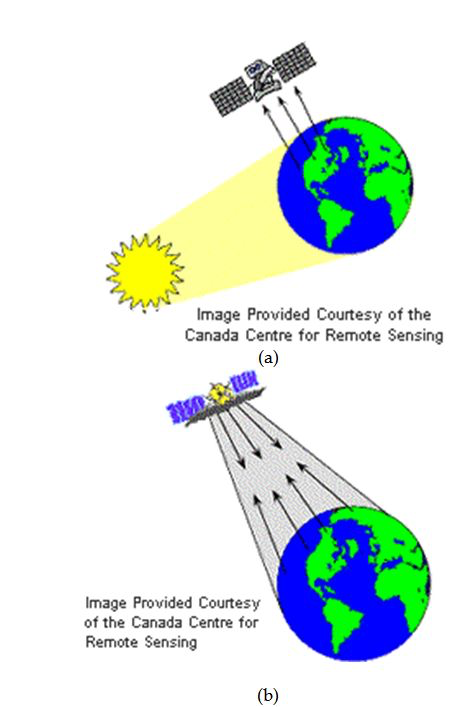 Image Provided Courtesy of the
Canada Centre for Remote Sensing
(a)
Image Provided Courtesy
of the Canada Centre for
Remote Sensing
(b)